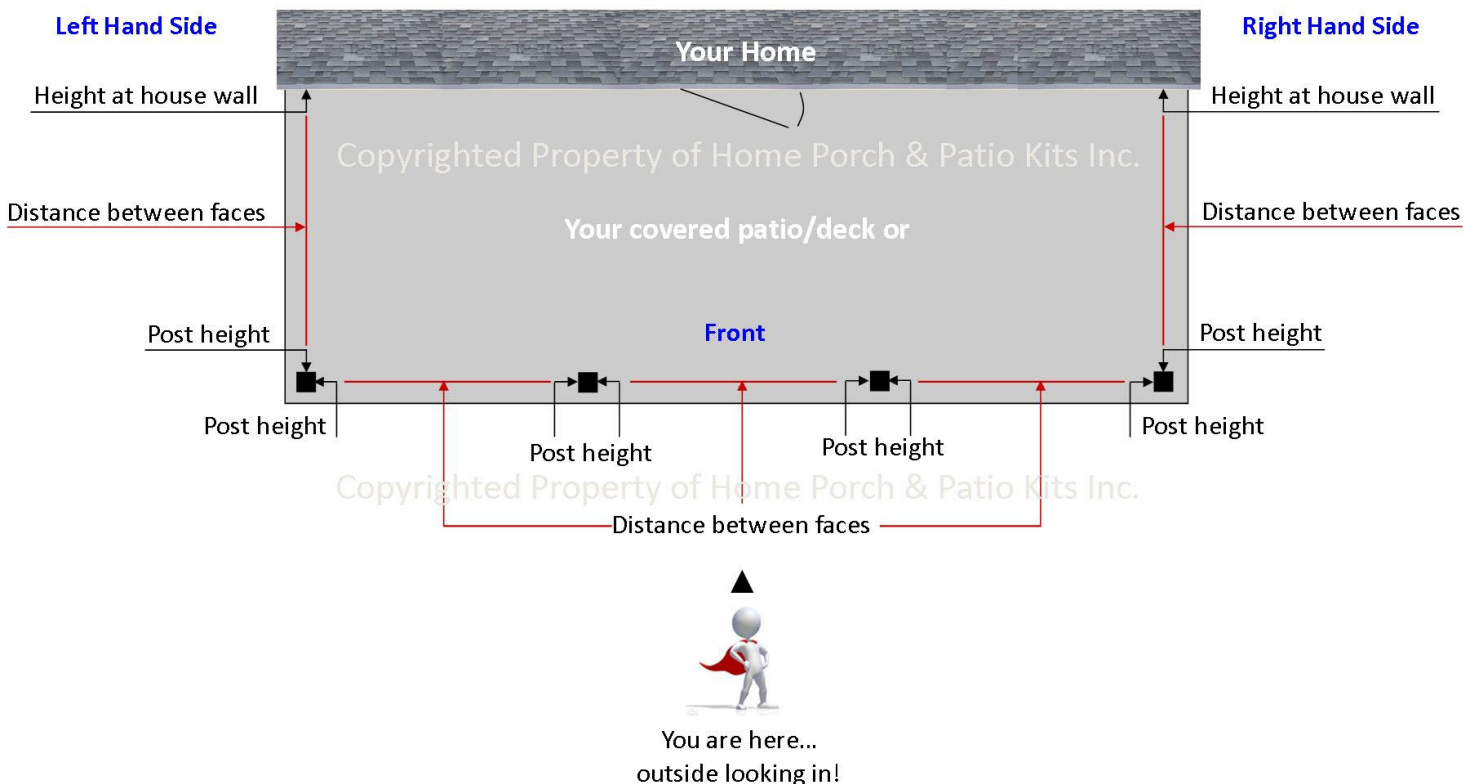 Left Hand Side
Your Home
Right Hand Side
Height at house wall
Height at house wall
Copyrighted Property of Home Porch & Patio Kits Inc.
Distance between faces
Your covered patio/deck or
Distance between faces
Post height
Front
Post height
Post height
Post height
Post height
Post height
Copyrighted Property of Home Porch & Patio Kits Inc.
Distance between faces
You are here...
outside looking in!